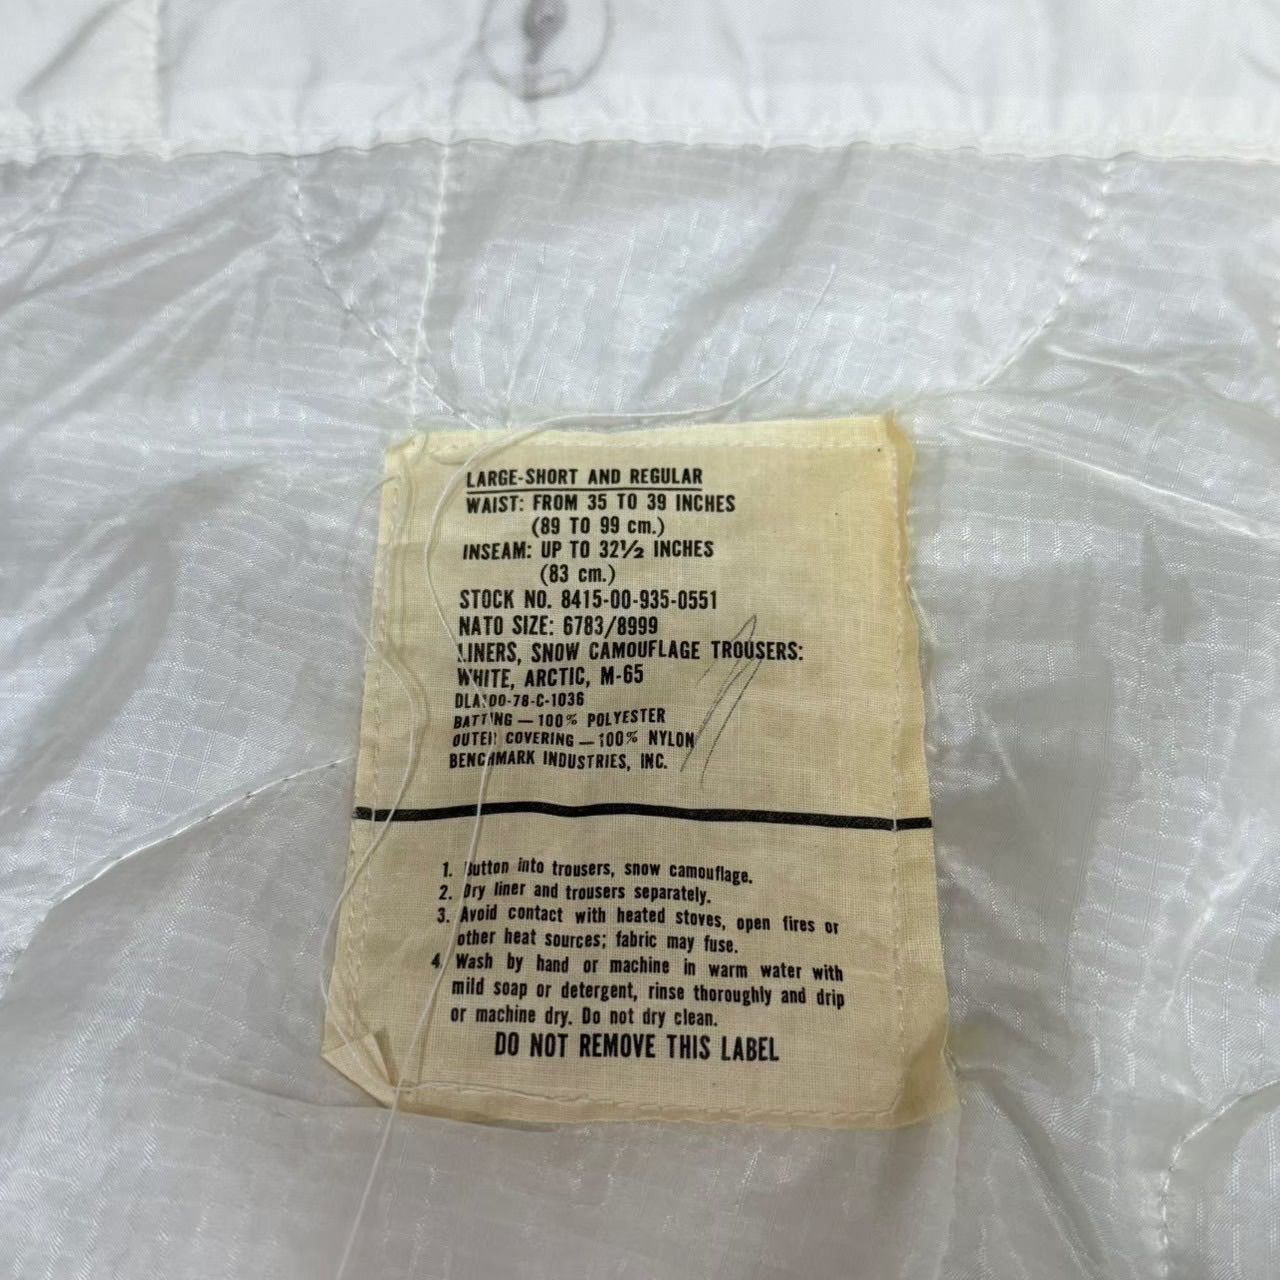 LARGE-SHORT AND REGULAR
WAIST: FROM 35 TO 39 INCHES
(89 TO 99 cm.)
INSEAM: UP TO 32½ INCHES
(83 cm.)
STOCK NO. 8415-00-935-0551
NATO SIZE: 6783/8999
LINERS, SNOW CAMOUFLAGE TROUSERS:
WHITE, ARCTIC, M-65
DLA100-78-C-1036
BATTING — 100% POLYESTER
OUTER COVERING — 100% NYLON
BENCHMARK INDUSTRIES, INC.
1. Button into trousers, snow camouflage.
2. Dry liner and trousers separately.
3. Avoid contact with heated stoves, open fires or
other heat sources; fabric may fuse.
4. Wash by hand or machine in warm water with
mild soap or detergent, rinse thoroughly and drip
or machine dry. Do not dry clean.
DO NOT REMOVE THIS LABEL